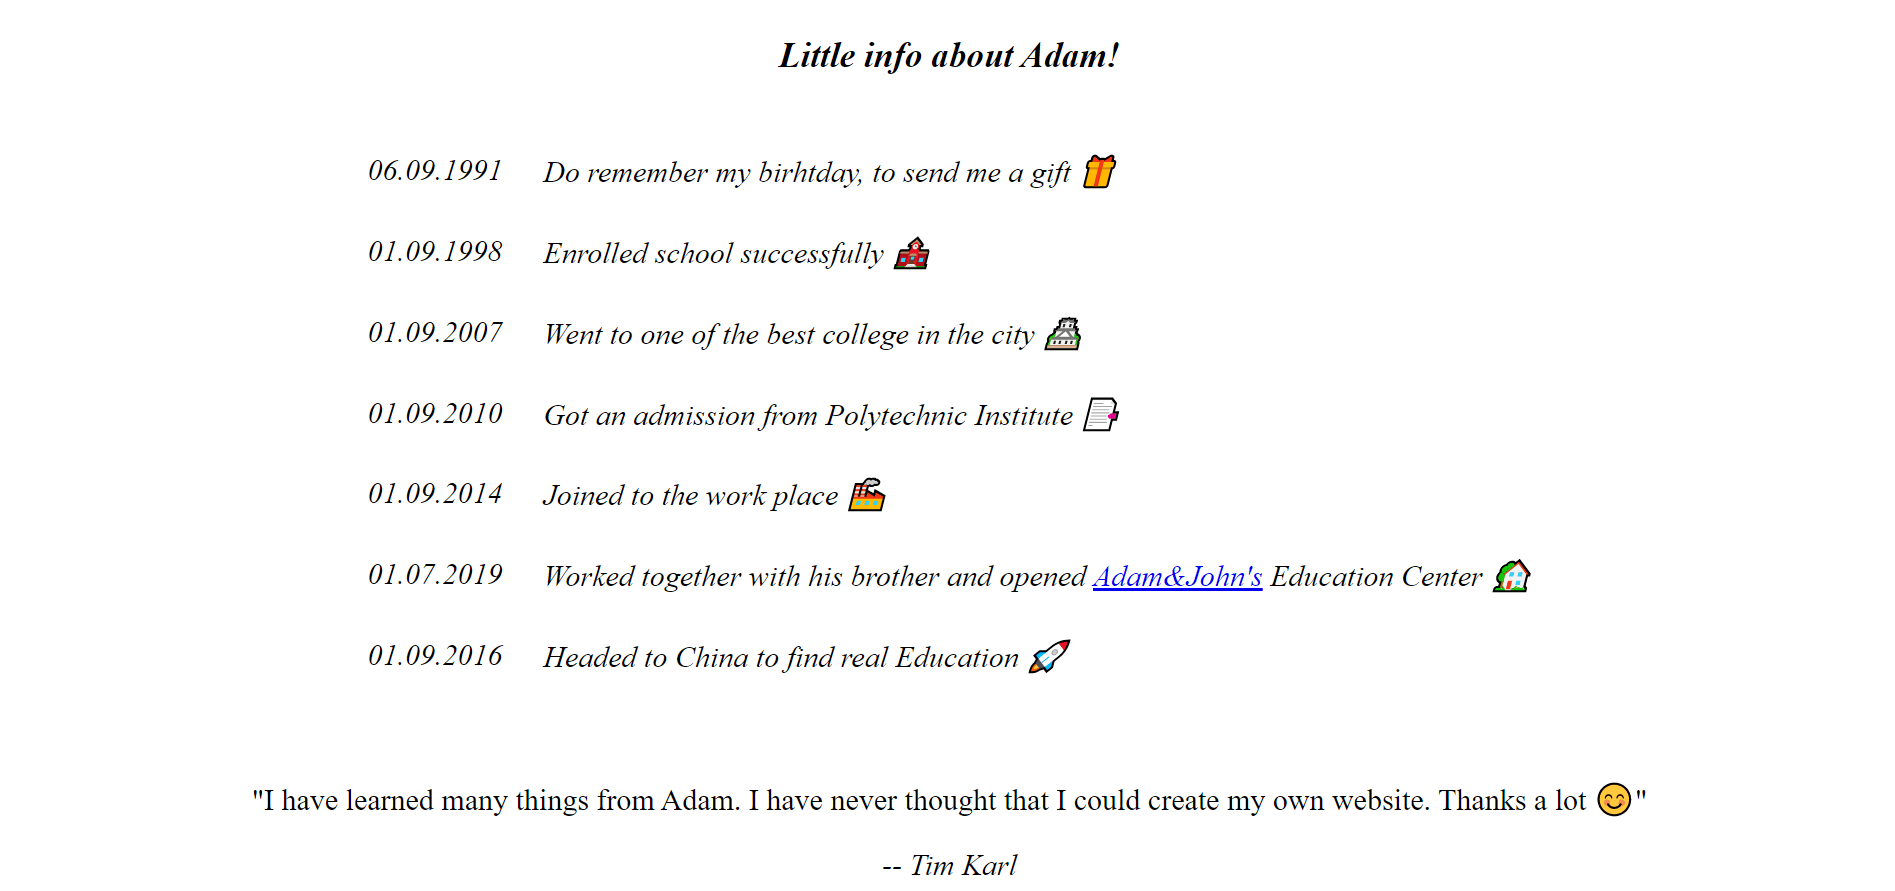 Little info about Adam!
06.09.1991 Do remember my birhtday, to send me a gift 🎁
01.09.1998 Enrolled school successfully 🏫
01.09.2007 Went to one of the best college in the city 🏯
01.09.2010 Got an admission from Polytechnic Institute 📑
01.09.2014 Joined to the work place 🏭
01.07.2019 Worked together with his brother and opened Adam&John's Education Center 🏡
01.09.2016 Headed to China to find real Education 🚀
"I have learned many things from Adam. I have never thought that I could create my own website. Thanks a lot 😊"
-- Tim Karl